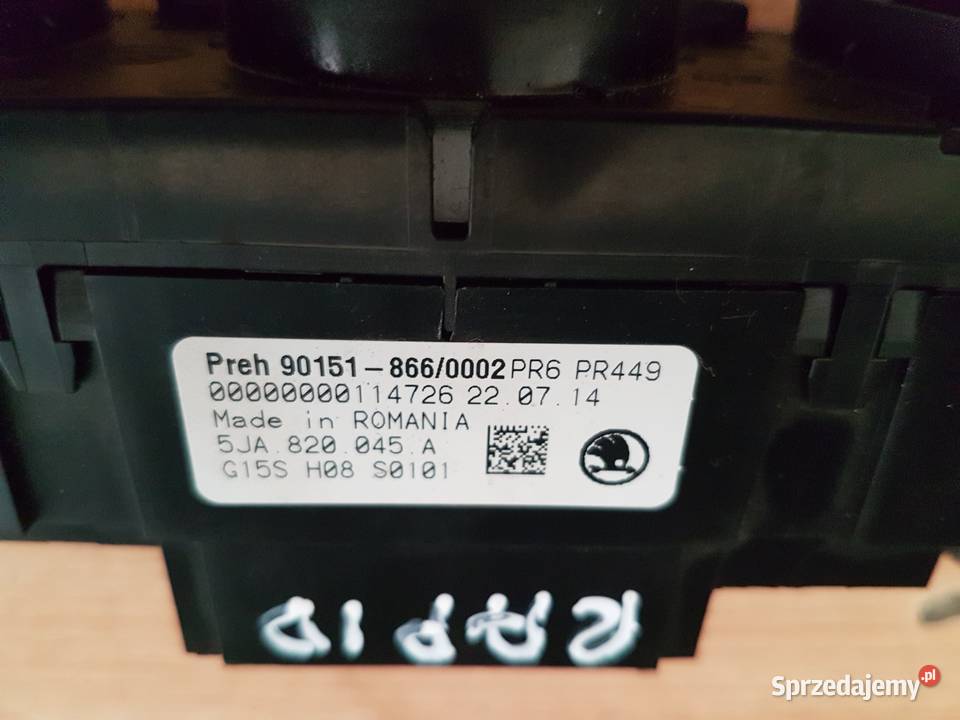 Preh 90151-866/0002 PR6 PR449
00000000114726 22.07.14
Made in ROMANIA
5JA.820.045.A
G15S H08 S0101
RAPID
Sprzedajemy.pl